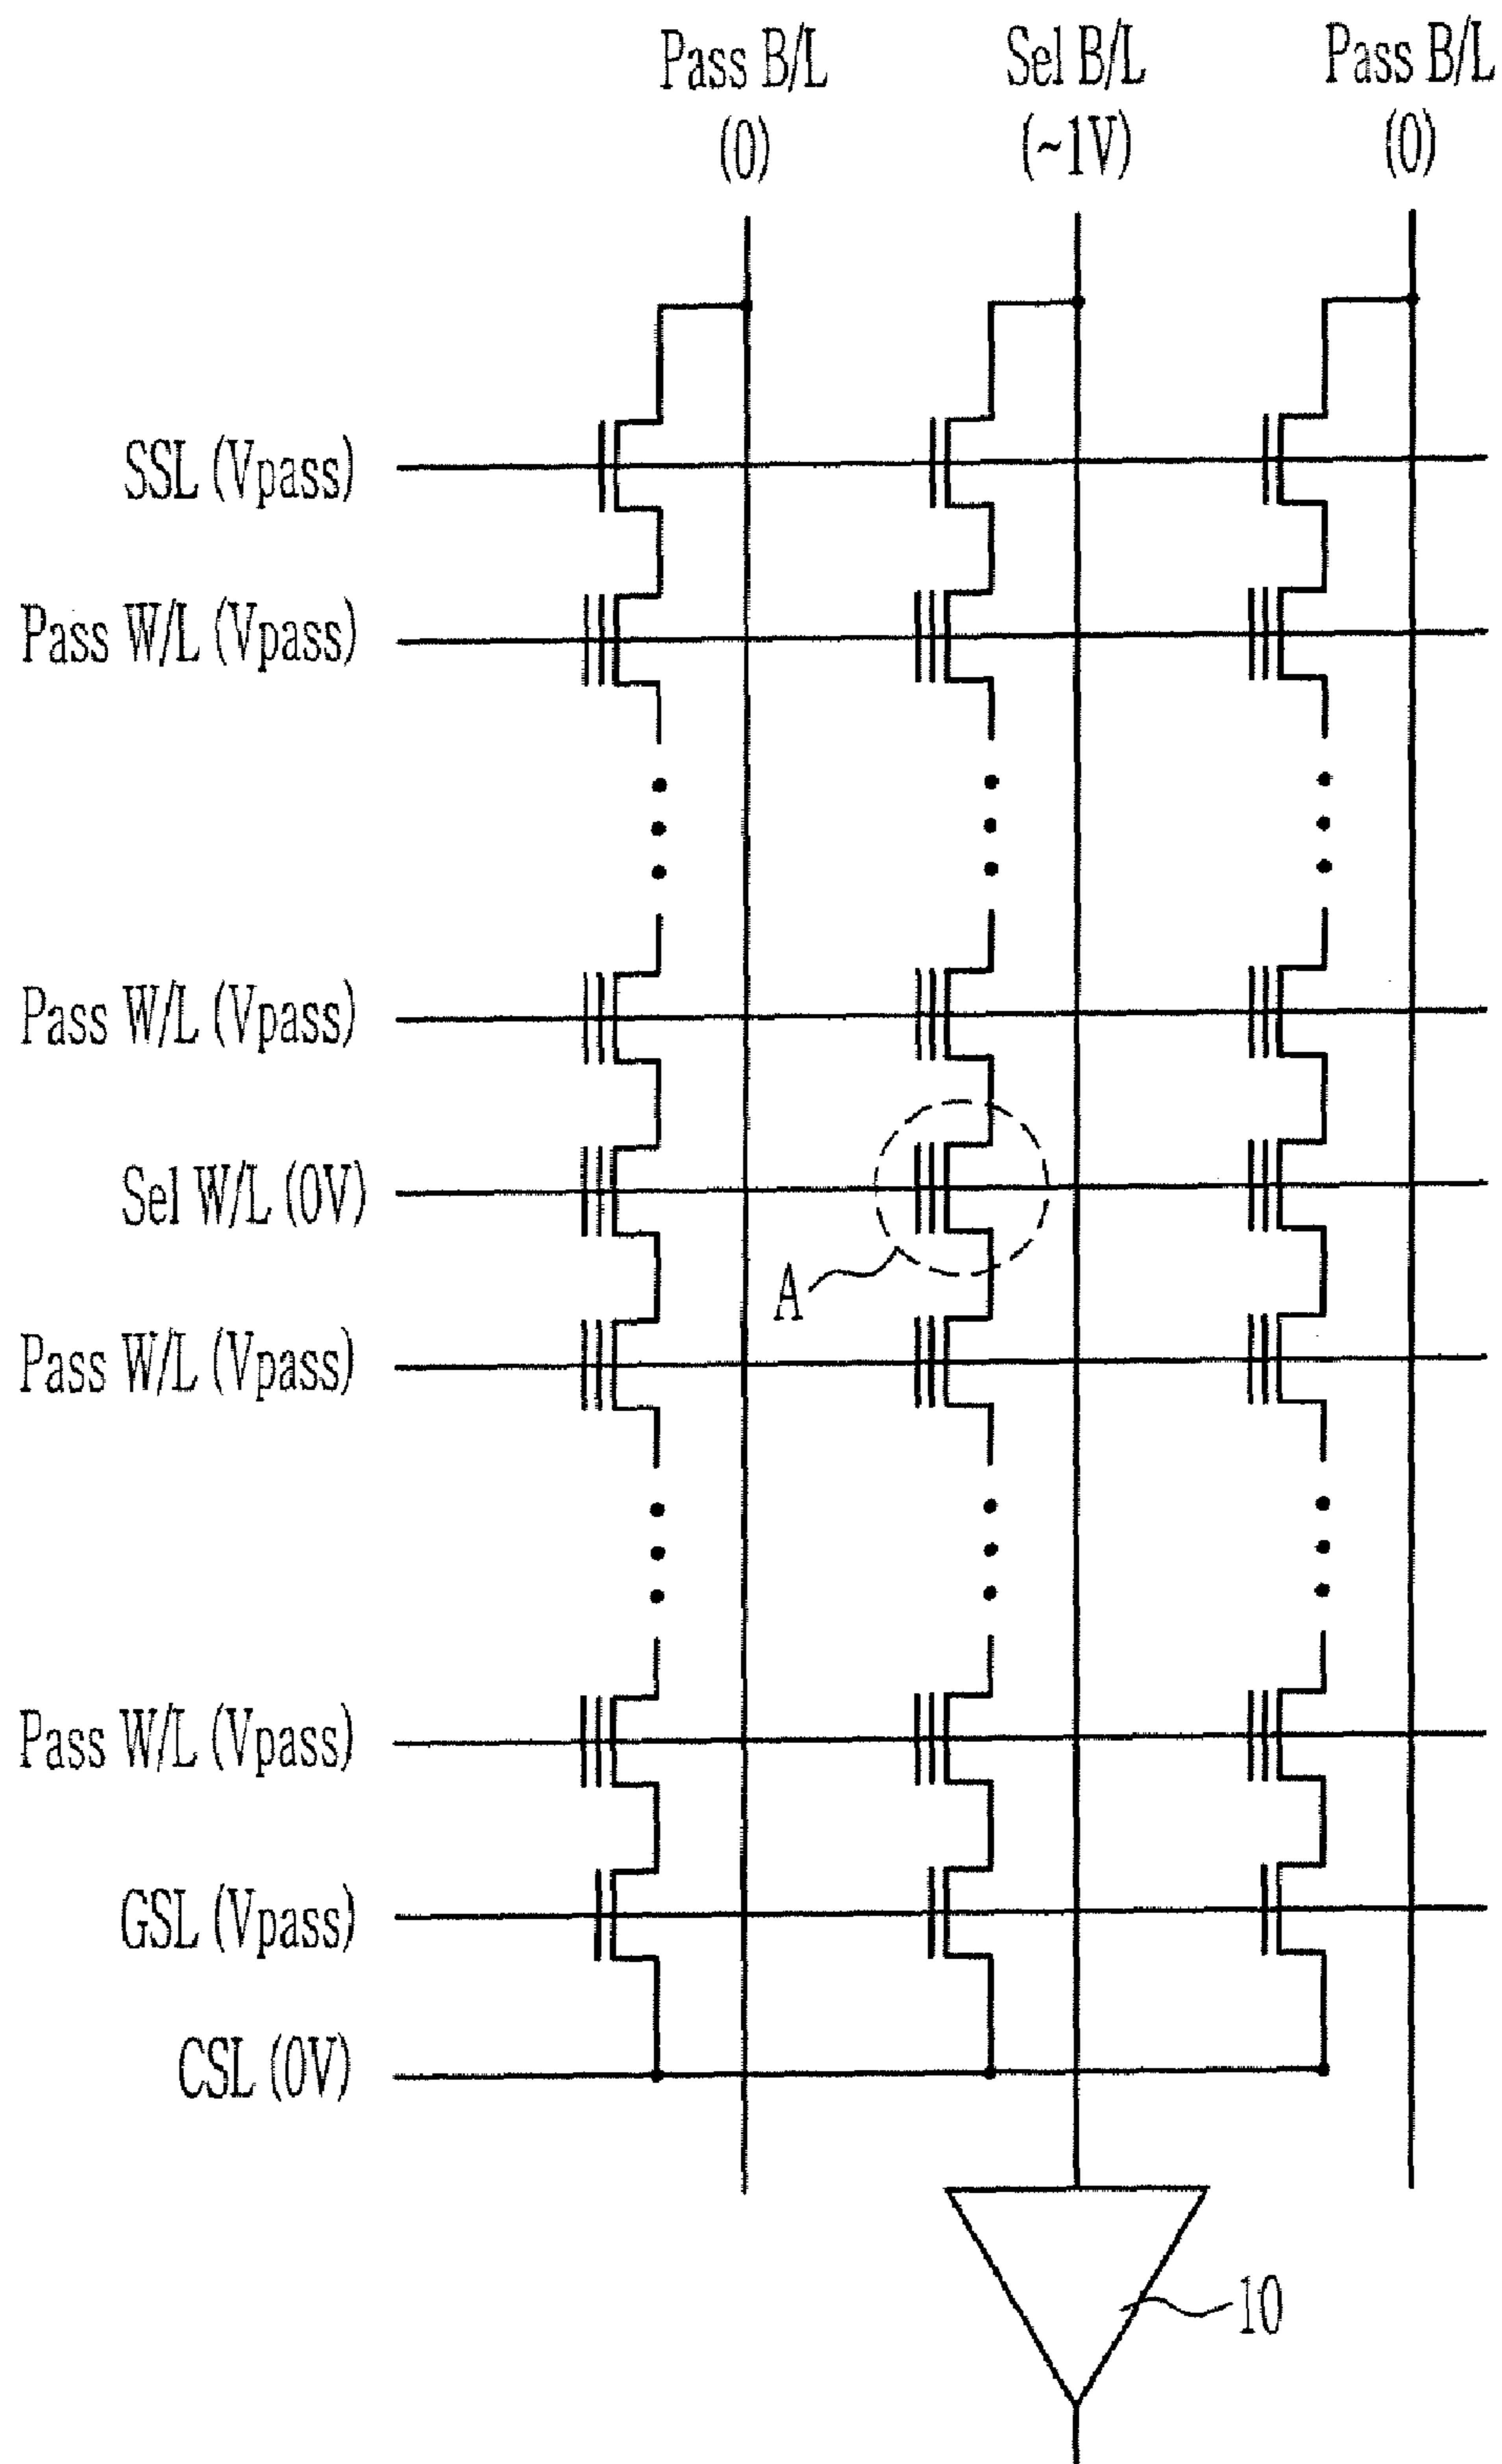 Pass B/L Sel B/L Pass B/L
(0) (~1V) (0)
SSL (Vpass)
Pass W/L (Vpass)
Pass W/L (Vpass)
Sel W/L (0V)
A
Pass W/L (Vpass)
Pass W/L (Vpass)
GSL (Vpass)
CSL (0V)
10